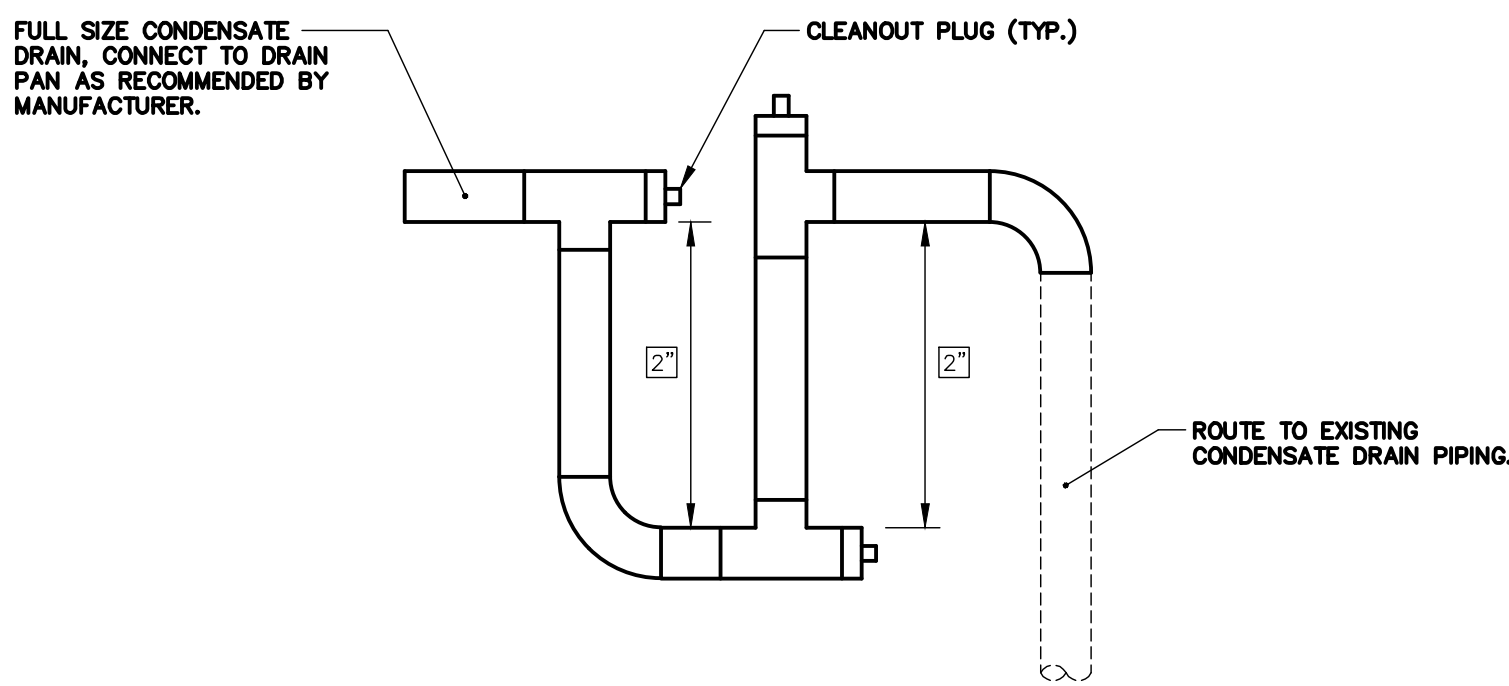 FULL SIZE CONDENSATE
DRAIN, CONNECT TO DRAIN
PAN AS RECOMMENDED BY
MANUFACTURER.
CLEANOUT PLUG (TYP.)
2”
2”
ROUTE TO EXISTING
CONDENSATE DRAIN PIPING.